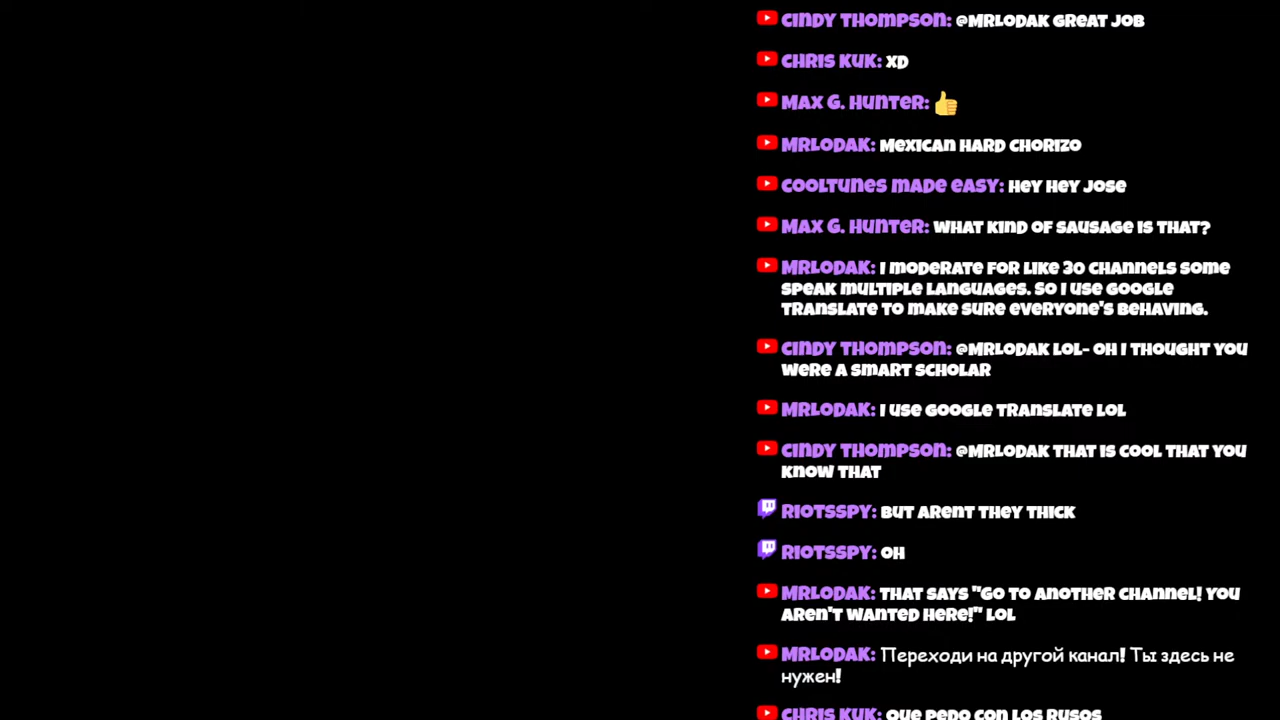 Cindy Thompson: @MrLodak great job
Chris Kuk: XD
Max G. Hunter: 👍
MrLodak: Mexican hard chorizo
CoolTunes Made Easy: Hey hey Jose
Max G. Hunter: What kind of sausage is that?
MrLodak: I moderate for like 30 channels some
speak multiple languages. So I use Google
Translate to make sure everyone's behaving.
Cindy Thompson: @MrLodak LOL- oh I thought you
were a smart scholar
MrLodak: I use Google Translate LOL
Cindy Thompson: @MrLodak that is cool that you
know that
riotsspy: but arent they thick
riotsspy: oh
MrLodak: That says "Go to another channel! You
aren't wanted here!" LOL
MrLodak: Переходи на другой канал! Ты здесь не
нужен!
Chris Kuk: que pedo con los rusos